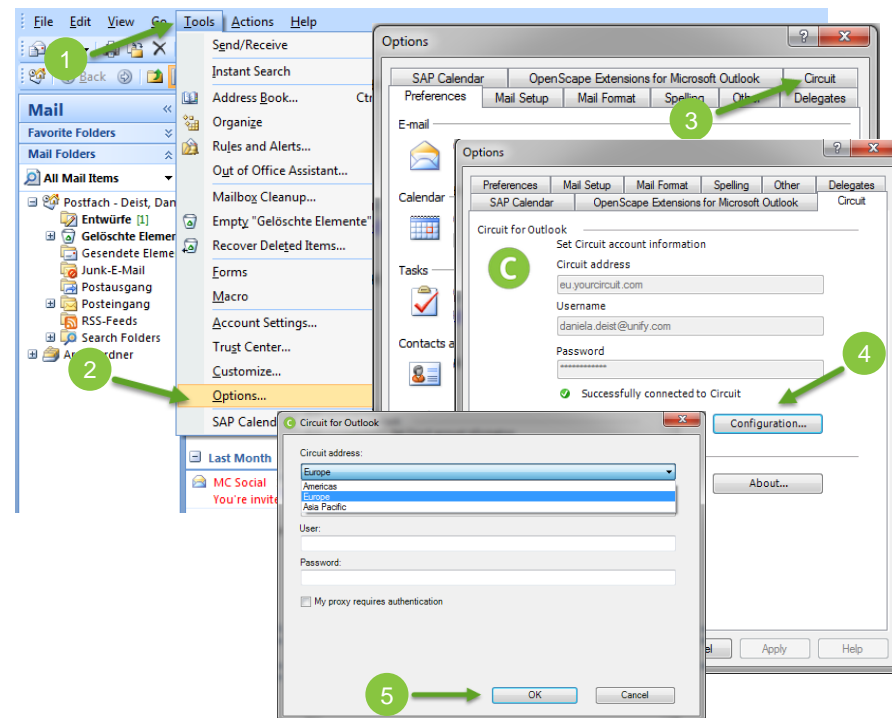 File Edit View Go Tools Actions Help
1
Back
Mail
Favorite Folders
Mail Folders
All Mail Items
Postfach - Deist, Dan
Entwürfe [1]
Gelöschte Elemen
Gesendete Eleme
Junk-E-Mail
Postausgang
Posteingang
RSS-Feeds
Search Folders
2
Send/Receive
Instant Search
Address Book... Ctr
Organize
Rules and Alerts...
Out of Office Assistant...
Mailbox Cleanup...
Empty "Gelöschte Elemente"
Recover Deleted Items...
Forms
Macro
Account Settings...
Trust Center...
Customize...
Options...
SAP Calend
Last Month
MC Social
You're invite
Options
SAP Calendar OpenScape Extensions for Microsoft Outlook Circuit
Preferences Mail Setup Mail Format Spelling Other Delegates
3
E-mail
Calendar
Tasks
Contacts a
Options
Preferences Mail Setup Mail Format Spelling Other Delegates
SAP Calendar OpenScape Extensions for Microsoft Outlook Circuit
Circuit for Outlook
Set Circuit account information
C
Circuit address
eu.yourcircuit.com
Username
daniela.deist@unify.com
Password
************
4
Successfully connected to Circuit
Configuration...
About...
el Apply Help
Circuit for Outlook
Circuit address:
Europe
Americas
Europe
Asia Pacific
User:
Password:
My proxy requires authentication
5
OK Cancel